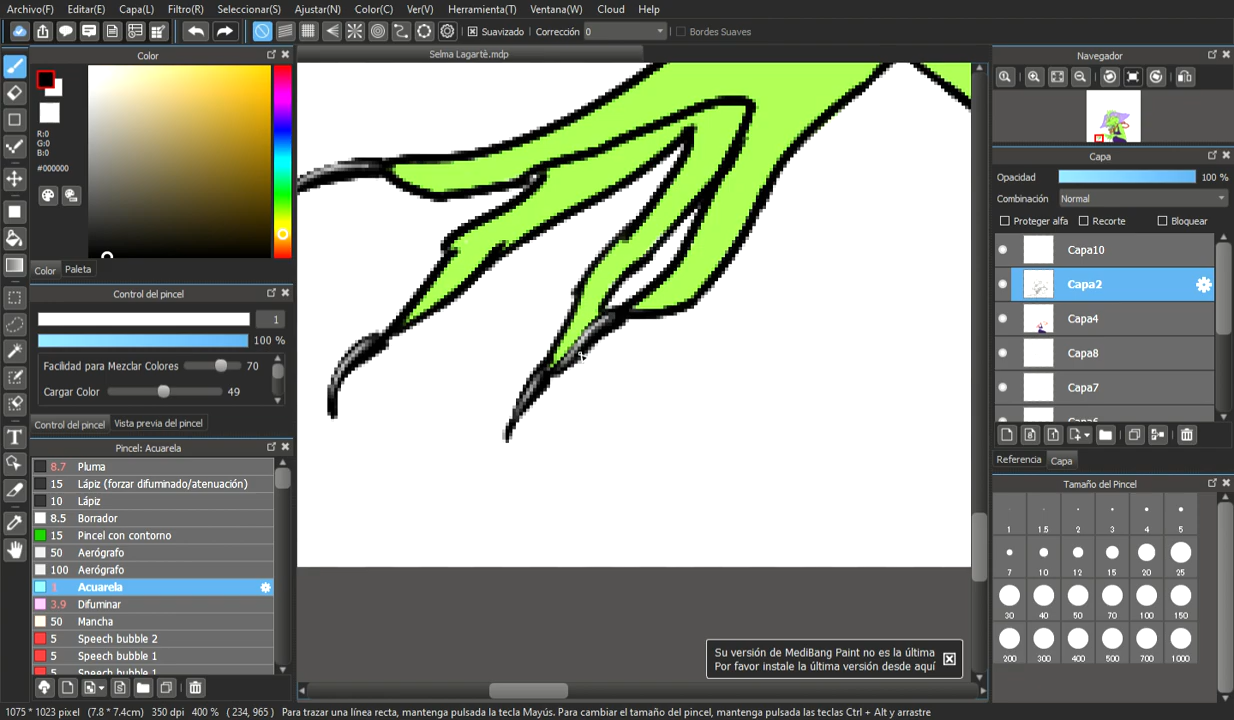 Archivo(F) Editar(E) Capa(L) Filtro(R) Seleccionar(S) Ajustar(N) Color(C) Ver(V) Herramienta(T) Ventana(W) Cloud Help
Suavizado Corrección 0 Bordes Suaves
Selma Lagartè.mdp
Color
R:0
G:0
B:0
#000000
Color Paleta
Control del pincel
1
100 %
Facilidad para Mezclar Colores 70
Cargar Color 49
Control del pincel Vista previa del pincel
Pincel: Acuarela
8.7 Pluma
15 Lápiz (forzar difuminado/atenuación)
10 Lápiz
8.5 Borrador
15 Pincel con contorno
50 Aerógrafo
100 Aerógrafo
1 Acuarela
3.9 Difuminar
50 Mancha
5 Speech bubble 2
5 Speech bubble 1
5 Speech bubble 1
Navegador
Capa
Opacidad 100 %
Combinación Normal
Proteger alfa Recorte Bloquear
Capa10
Capa2
Capa4
Capa8
Capa7
Referencia Capa
Tamaño del Pincel
1 1.5 2 3 4 5
7 10 12 15 20 25
30 40 50 70 100 150
200 300 400 500 700 1000
Su versión de MediBang Paint no es la última
Por favor instale la última versión desde aquí
1075 * 1023 pixel (7.8 * 7.4cm) 350 dpi 400 % ( 234, 965 ) Para trazar una línea recta, mantenga pulsada la tecla Mayús. Para cambiar el tamaño del pincel, mantenga pulsada las teclas Ctrl + Alt y arrastre